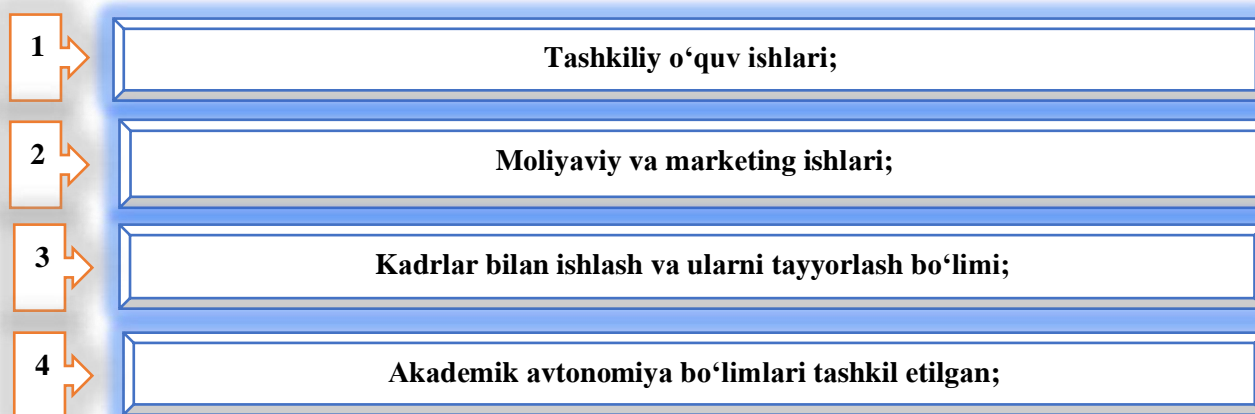 1 Tashkiliy o‘quv ishlari;
2 Moliyaviy va marketing ishlari;
3 Kadrlar bilan ishlash va ularni tayyorlash bo‘limi;
4 Akademik avtonomiya bo‘limlari tashkil etilgan;